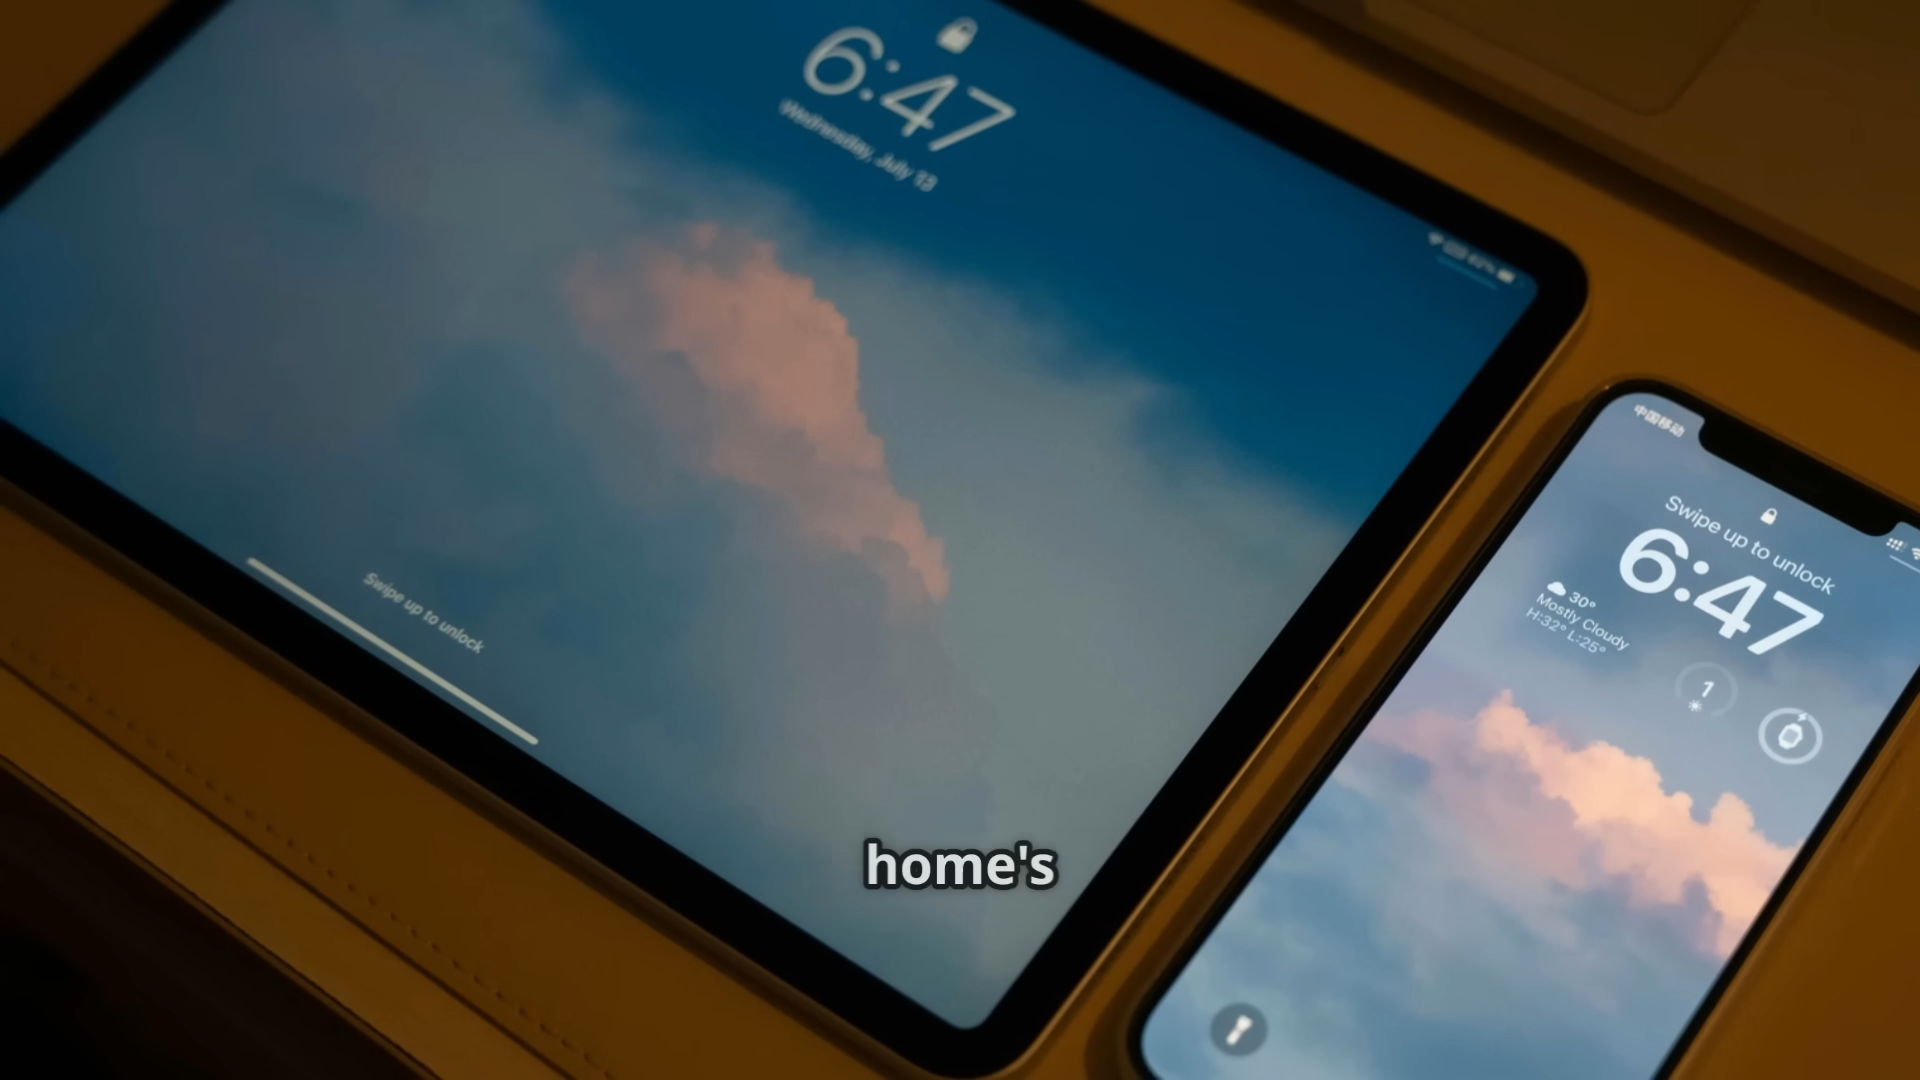 6:47
Wednesday, July 13
Swipe up to unlock
中国移动
Swipe up to unlock
6:47
30°
Mostly Cloudy
H:32° L:25°
1
home's